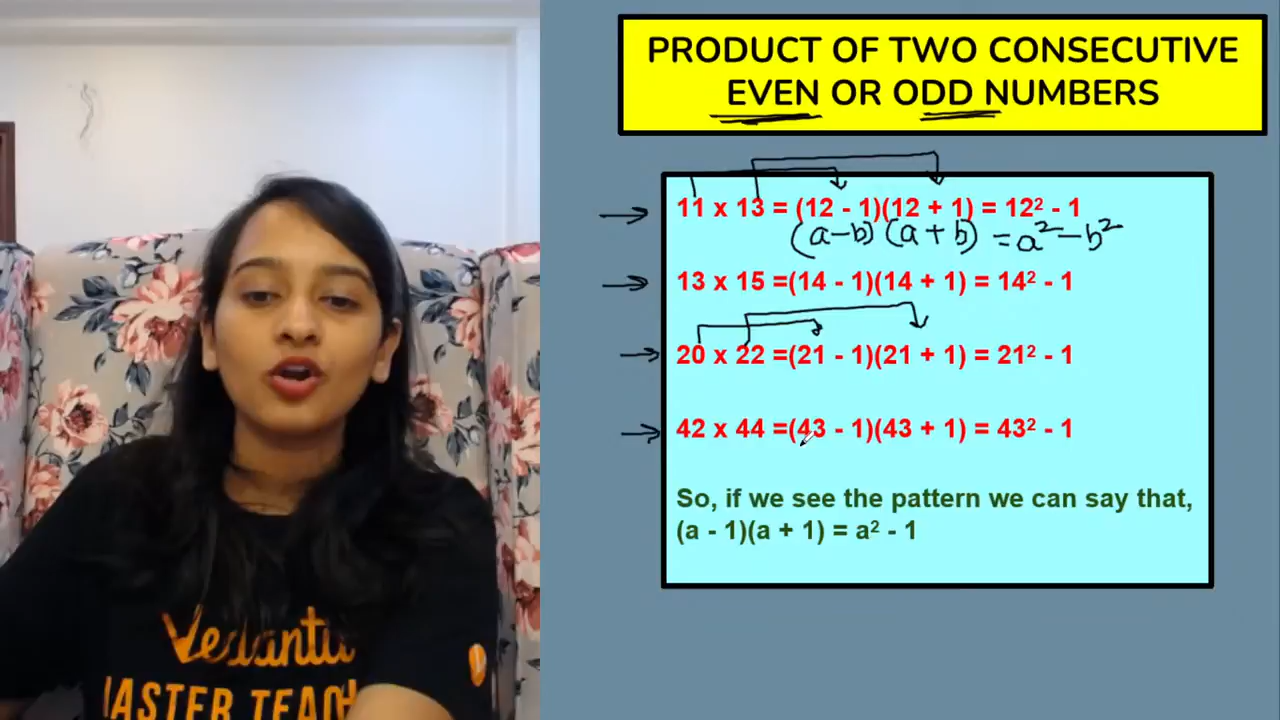 PRODUCT OF TWO CONSECUTIVE
EVEN OR ODD NUMBERS
11 x 13 = (12 - 1)(12 + 1) = 12² - 1
(a-b) (a+b) = a² - b²
13 x 15 =(14 - 1)(14 + 1) = 14² - 1
20 x 22 =(21 - 1)(21 + 1) = 21² - 1
42 x 44 =(43 - 1)(43 + 1) = 43² - 1
So, if we see the pattern we can say that,
(a - 1)(a + 1) = a² - 1
Vedantu
MASTER TEACH